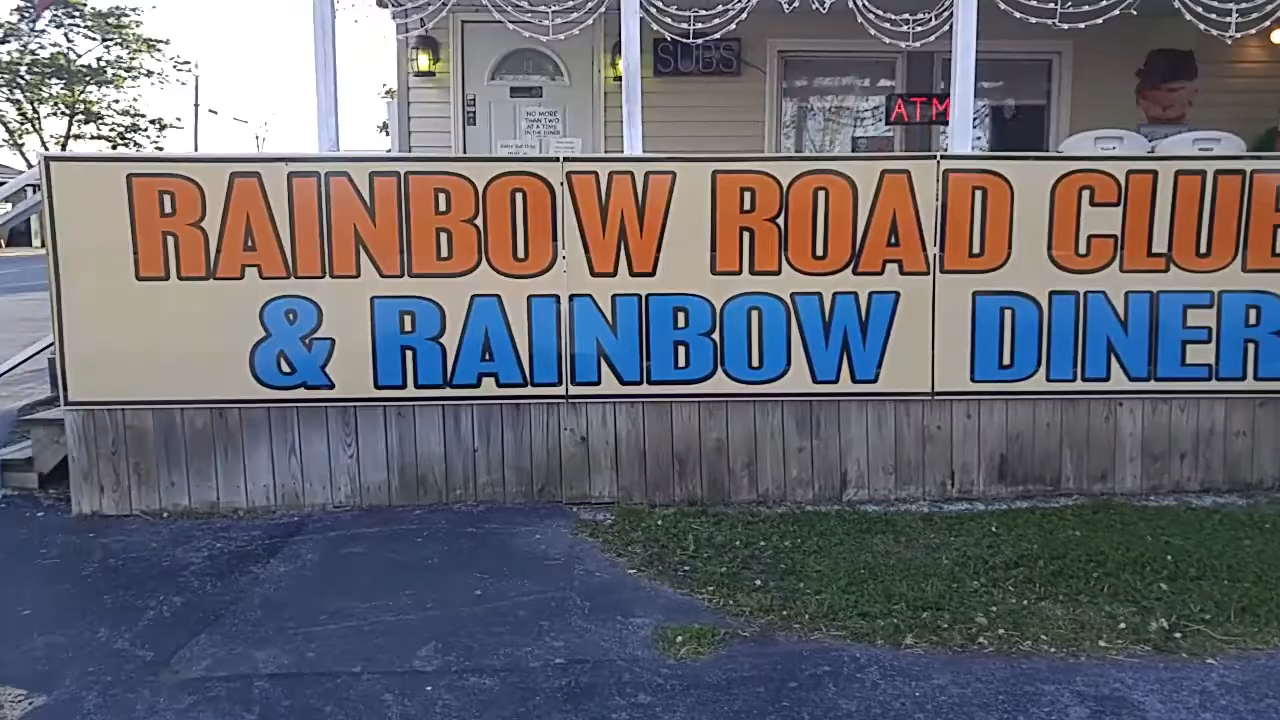 SUBS
ATM
NO MORE
THAN TWO
AT A TIME
IN THE DINER
RAINBOW ROAD CLUB
& RAINBOW DINER